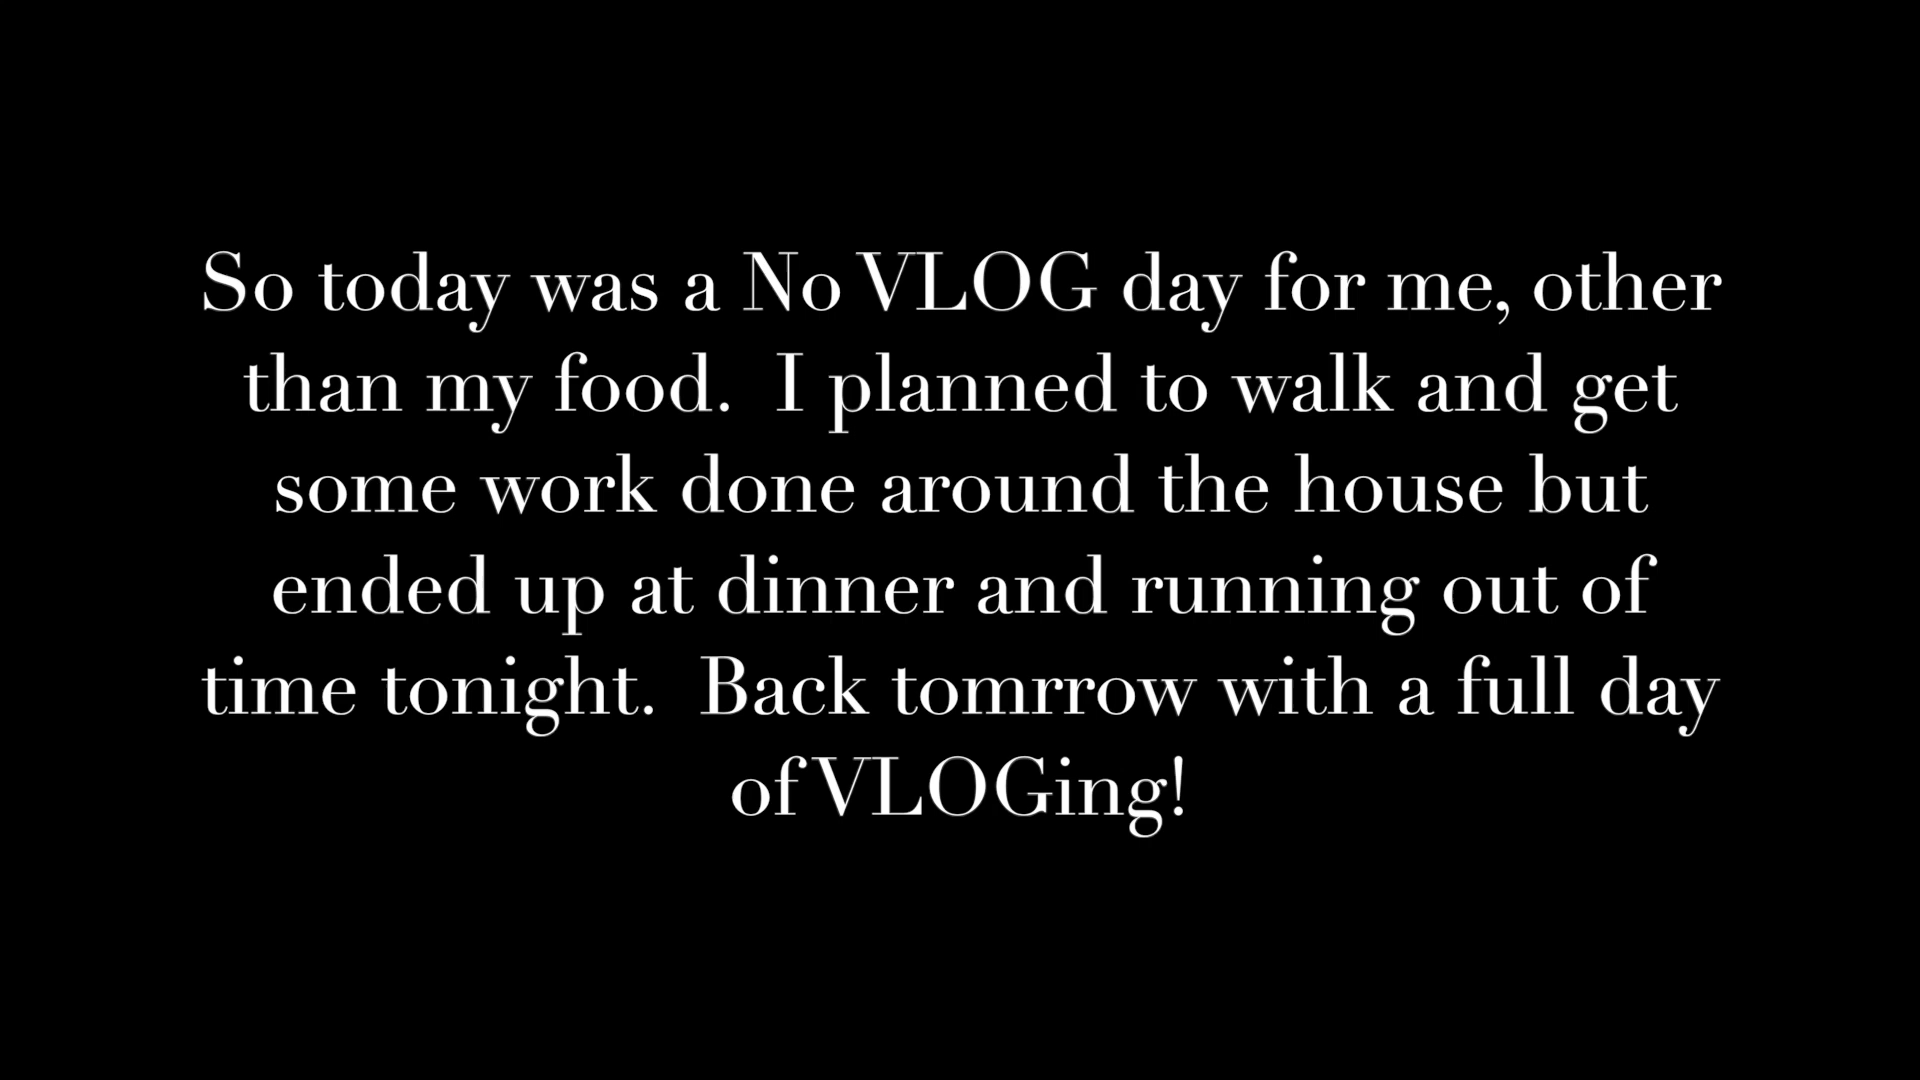 So today was a No VLOG day for me, other
than my food.  I planned to walk and get
some work done around the house but
ended up at dinner and running out of
time tonight.  Back tomrrow with a full day
of VLOGing!